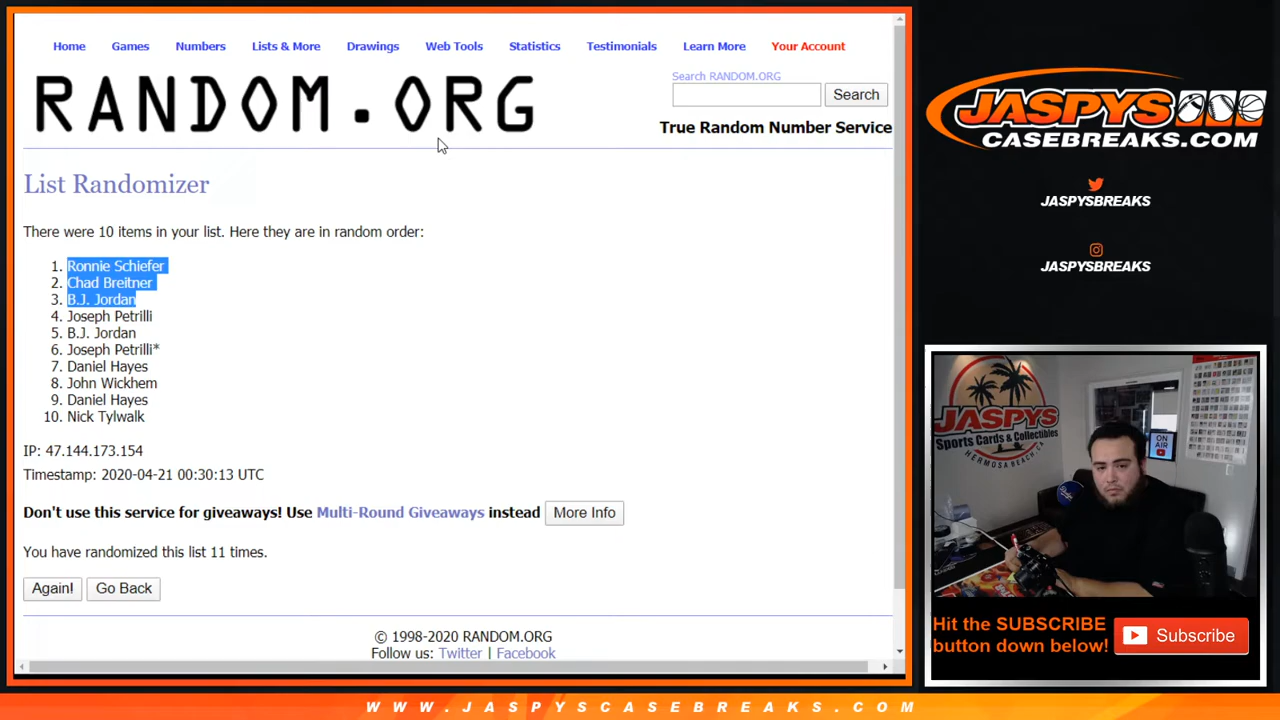 Home Games Numbers Lists & More Drawings Web Tools Statistics Testimonials Learn More Your Account
RANDOM.ORG
Search RANDOM.ORG
Search
True Random Number Service
List Randomizer
There were 10 items in your list. Here they are in random order:
1. Ronnie Schiefer
2. Chad Breitner
3. B.J. Jordan
4. Joseph Petrilli
5. B.J. Jordan
6. Joseph Petrilli*
7. Daniel Hayes
8. John Wickhem
9. Daniel Hayes
10. Nick Tylwalk
IP: 47.144.173.154
Timestamp: 2020-04-21 00:30:13 UTC
Don't use this service for giveaways! Use Multi-Round Giveaways instead More Info
You have randomized this list 11 times.
Again! Go Back
© 1998-2020 RANDOM.ORG
Follow us: Twitter | Facebook
JASPYS
CASEBREAKS.COM
JASPYSBREAKS
JASPYSBREAKS
JASPYS
Sports Cards & Collectibles
HERMOSA BEACH, CA
ON
AIR
Hit the SUBSCRIBE
button down below!
Subscribe
WWW.JASPYSCASEBREAKS.COM